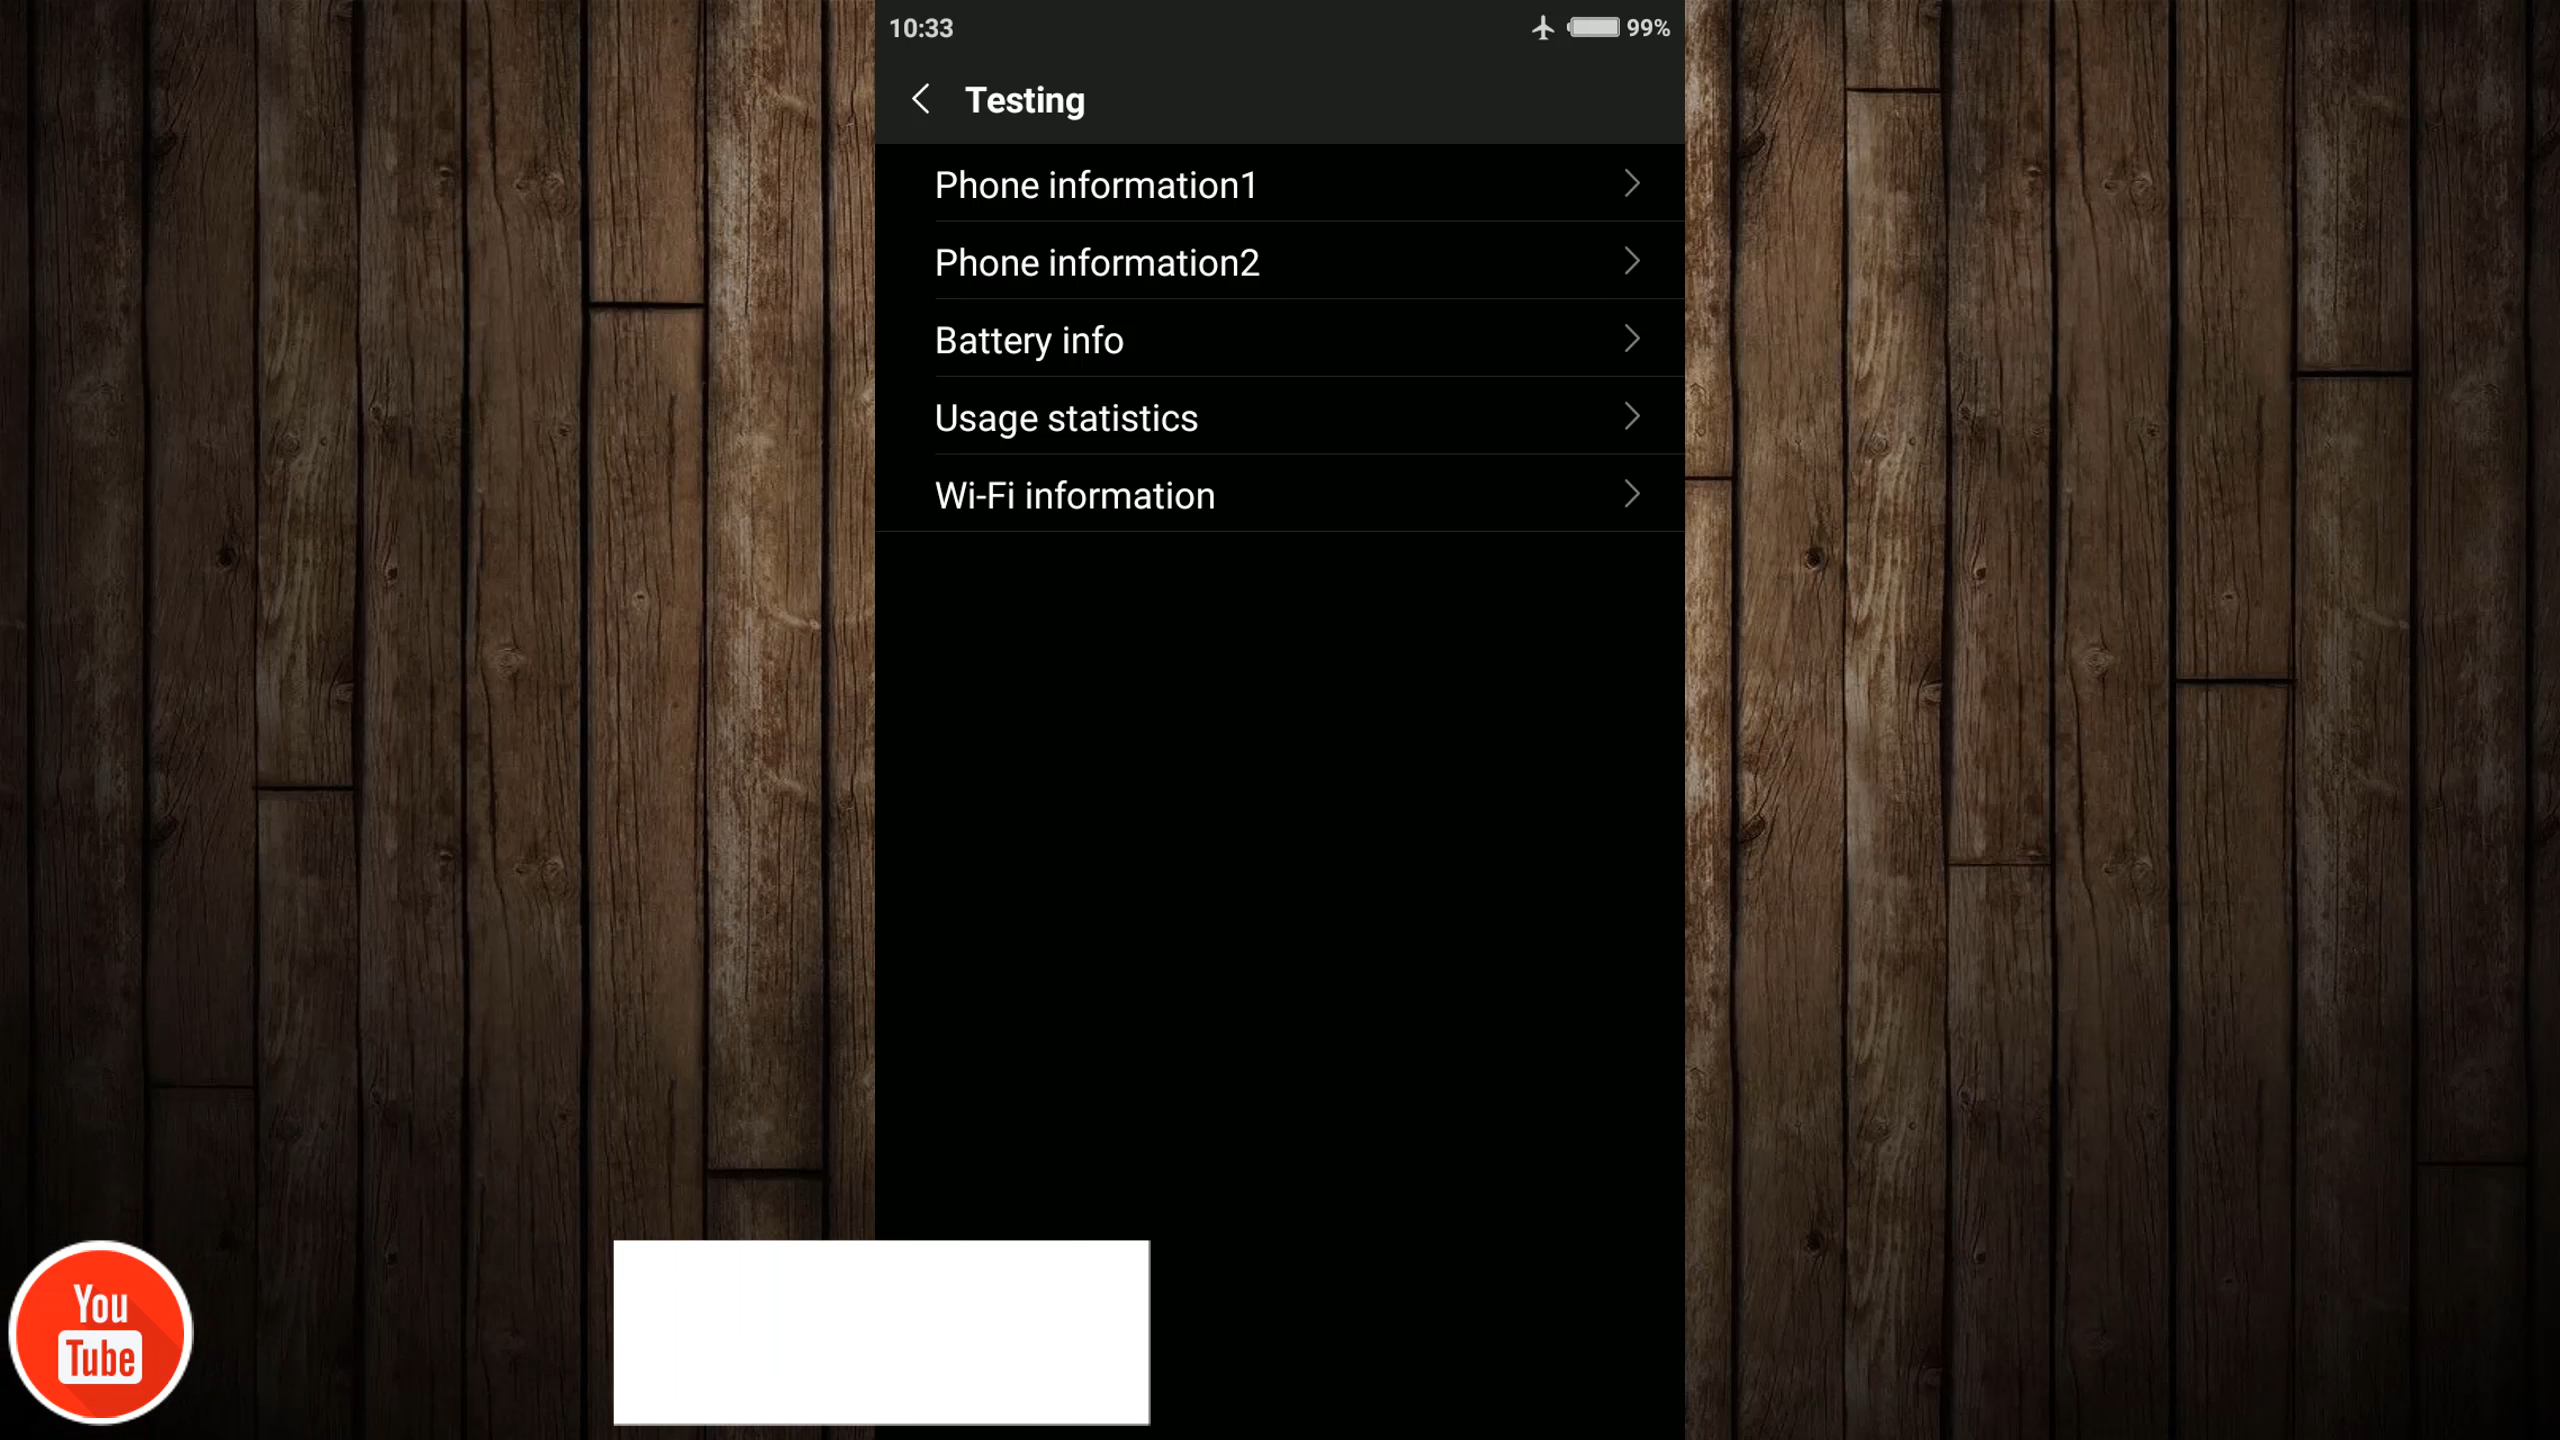 10:33
99%
Testing
Phone information1
Phone information2
Battery info
Usage statistics
Wi-Fi information
You
Tube